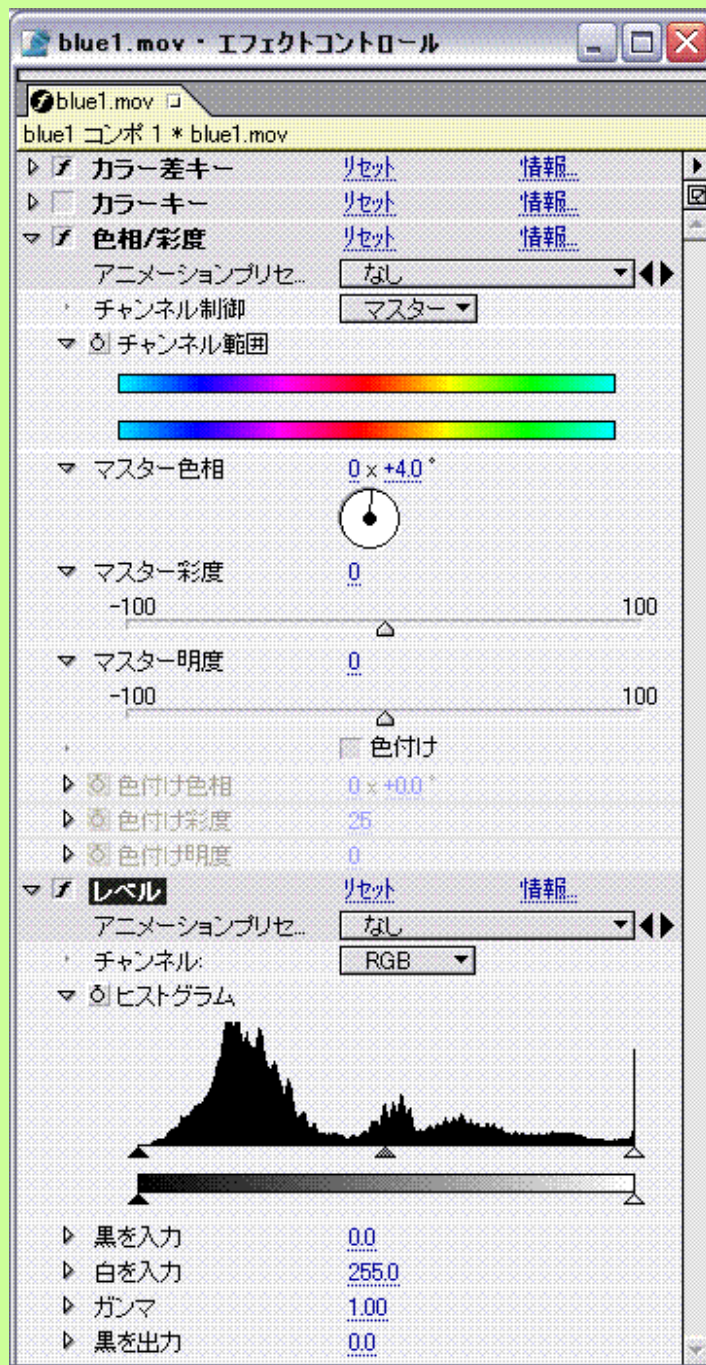 blue1.mov・エフェクトコントロール
blue1.mov
blue1 コンポ 1 * blue1.mov
カラー差キー リセット 情報...
カラーキー リセット 情報...
色相/彩度 リセット 情報...
アニメーションプリセ... なし
チャンネル制御 マスター
チャンネル範囲
マスター色相 0 x +4.0 °
マスター彩度 0
-100 100
マスター明度 0
-100 100
色付け
色付け色相 0 x +0.0 °
色付け彩度 25
色付け明度 0
レベル リセット 情報...
アニメーションプリセ... なし
チャンネル: RGB
ヒストグラム
黒を入力 0.0
白を入力 255.0
ガンマ 1.00
黒を出力 0.0